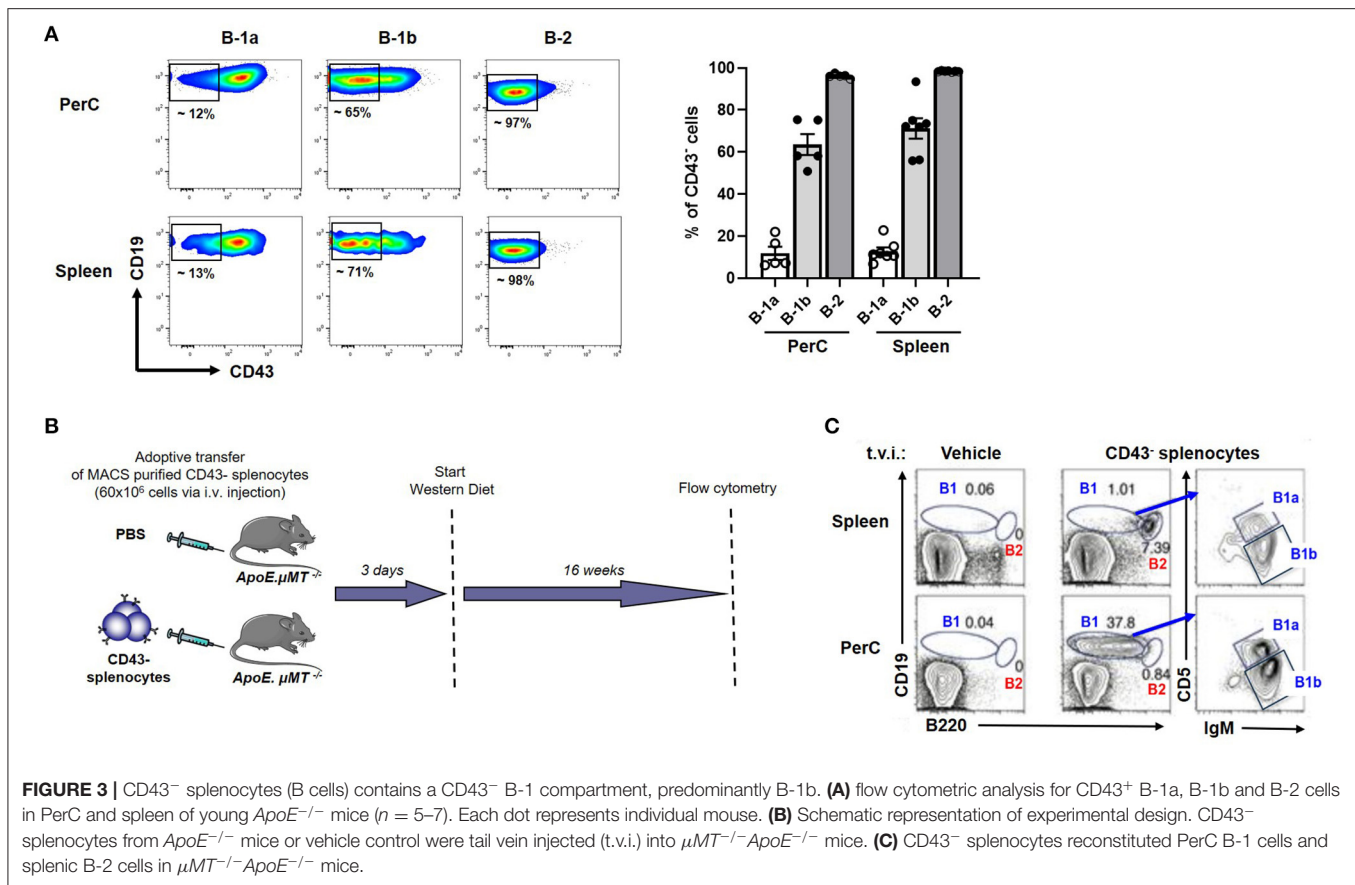 A
B-1a B-1b B-2
PerC
10³
10²
10¹
10⁰
~ 12%
~ 65%
~ 97%
0 10² 10³ 10⁴
Spleen
~ 13%
~ 71%
~ 98%
CD19
CD43
% of CD43⁻ cells
100
80
60
40
20
0
B-1a B-1b B-2 B-1a B-1b B-2
PerC Spleen
B
Adoptive transfer
of MACS purified CD43- splenocytes
(60x10⁶ cells via i.v. injection)
PBS
ApoE.µMT -/-
CD43-
splenocytes
ApoE. µMT -/-
3 days
Start
Western Diet
16 weeks
Flow cytometry
C
t.v.i.: Vehicle CD43⁻ splenocytes
Spleen
B1 0.06
0
B2
B1 1.01
7.39
B2
B1a
B1b
PerC
B1 0.04
0
B2
B1 37.8
0.84
B2
B1a
B1b
CD19
B220
CD5
IgM
FIGURE 3 | CD43⁻ splenocytes (B cells) contains a CD43⁻ B-1 compartment, predominantly B-1b. (A) flow cytometric analysis for CD43⁺ B-1a, B-1b and B-2 cells
in PerC and spleen of young ApoE⁻/⁻ mice (n = 5–7). Each dot represents individual mouse. (B) Schematic representation of experimental design. CD43⁻
splenocytes from ApoE⁻/⁻ mice or vehicle control were tail vein injected (t.v.i.) into µMT⁻/⁻ApoE⁻/⁻ mice. (C) CD43⁻ splenocytes reconstituted PerC B-1 cells and
splenic B-2 cells in µMT⁻/⁻ApoE⁻/⁻ mice.